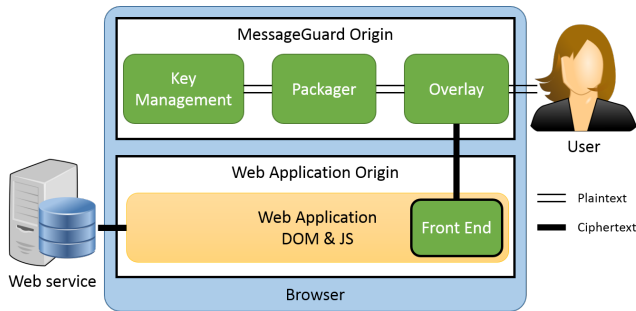 MessageGuard Origin
Key
Management
Packager
Overlay
User
Web Application Origin
Web Application
DOM & JS
Front End
Plaintext
Ciphertext
Web service
Browser